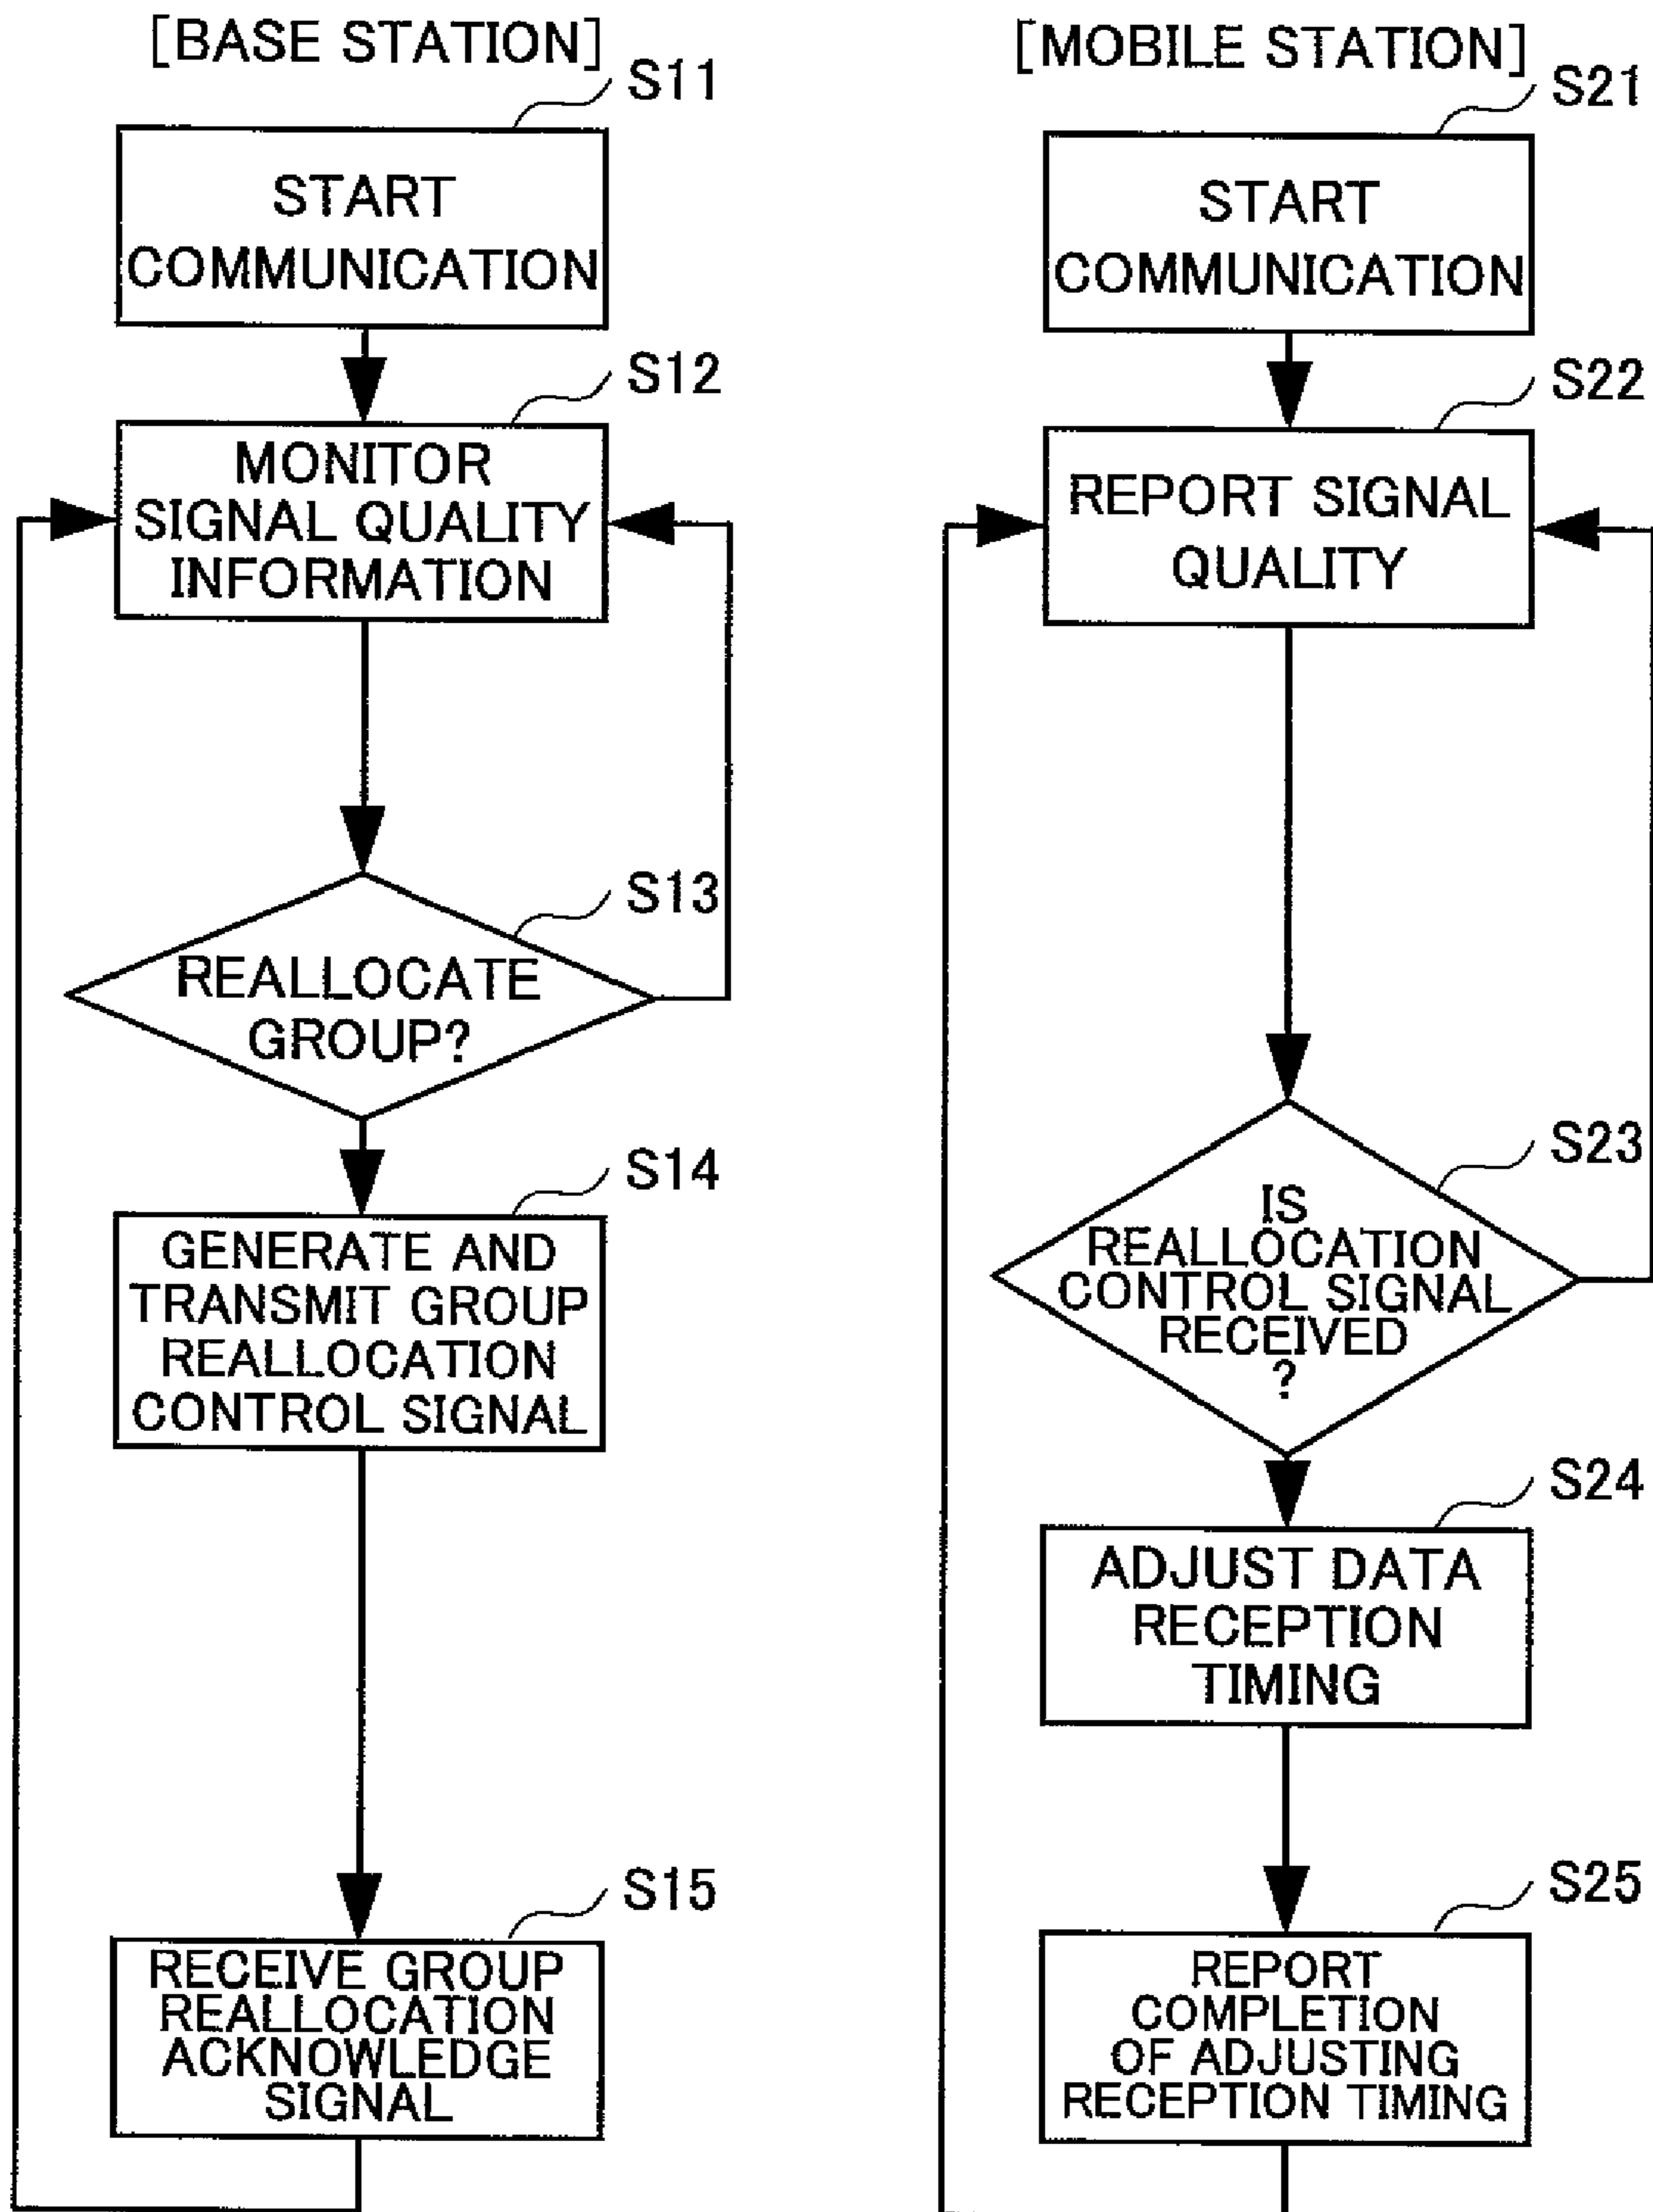 [BASE STATION]
S11
START
COMMUNICATION
S12
MONITOR
SIGNAL QUALITY
INFORMATION
S13
REALLOCATE
GROUP?
S14
GENERATE AND
TRANSMIT GROUP
REALLOCATION
CONTROL SIGNAL
S15
RECEIVE GROUP
REALLOCATION
ACKNOWLEDGE
SIGNAL
[MOBILE STATION]
S21
START
COMMUNICATION
S22
REPORT SIGNAL
QUALITY
S23
IS
REALLOCATION
CONTROL SIGNAL
RECEIVED
?
S24
ADJUST DATA
RECEPTION
TIMING
S25
REPORT
COMPLETION
OF ADJUSTING
RECEPTION TIMING